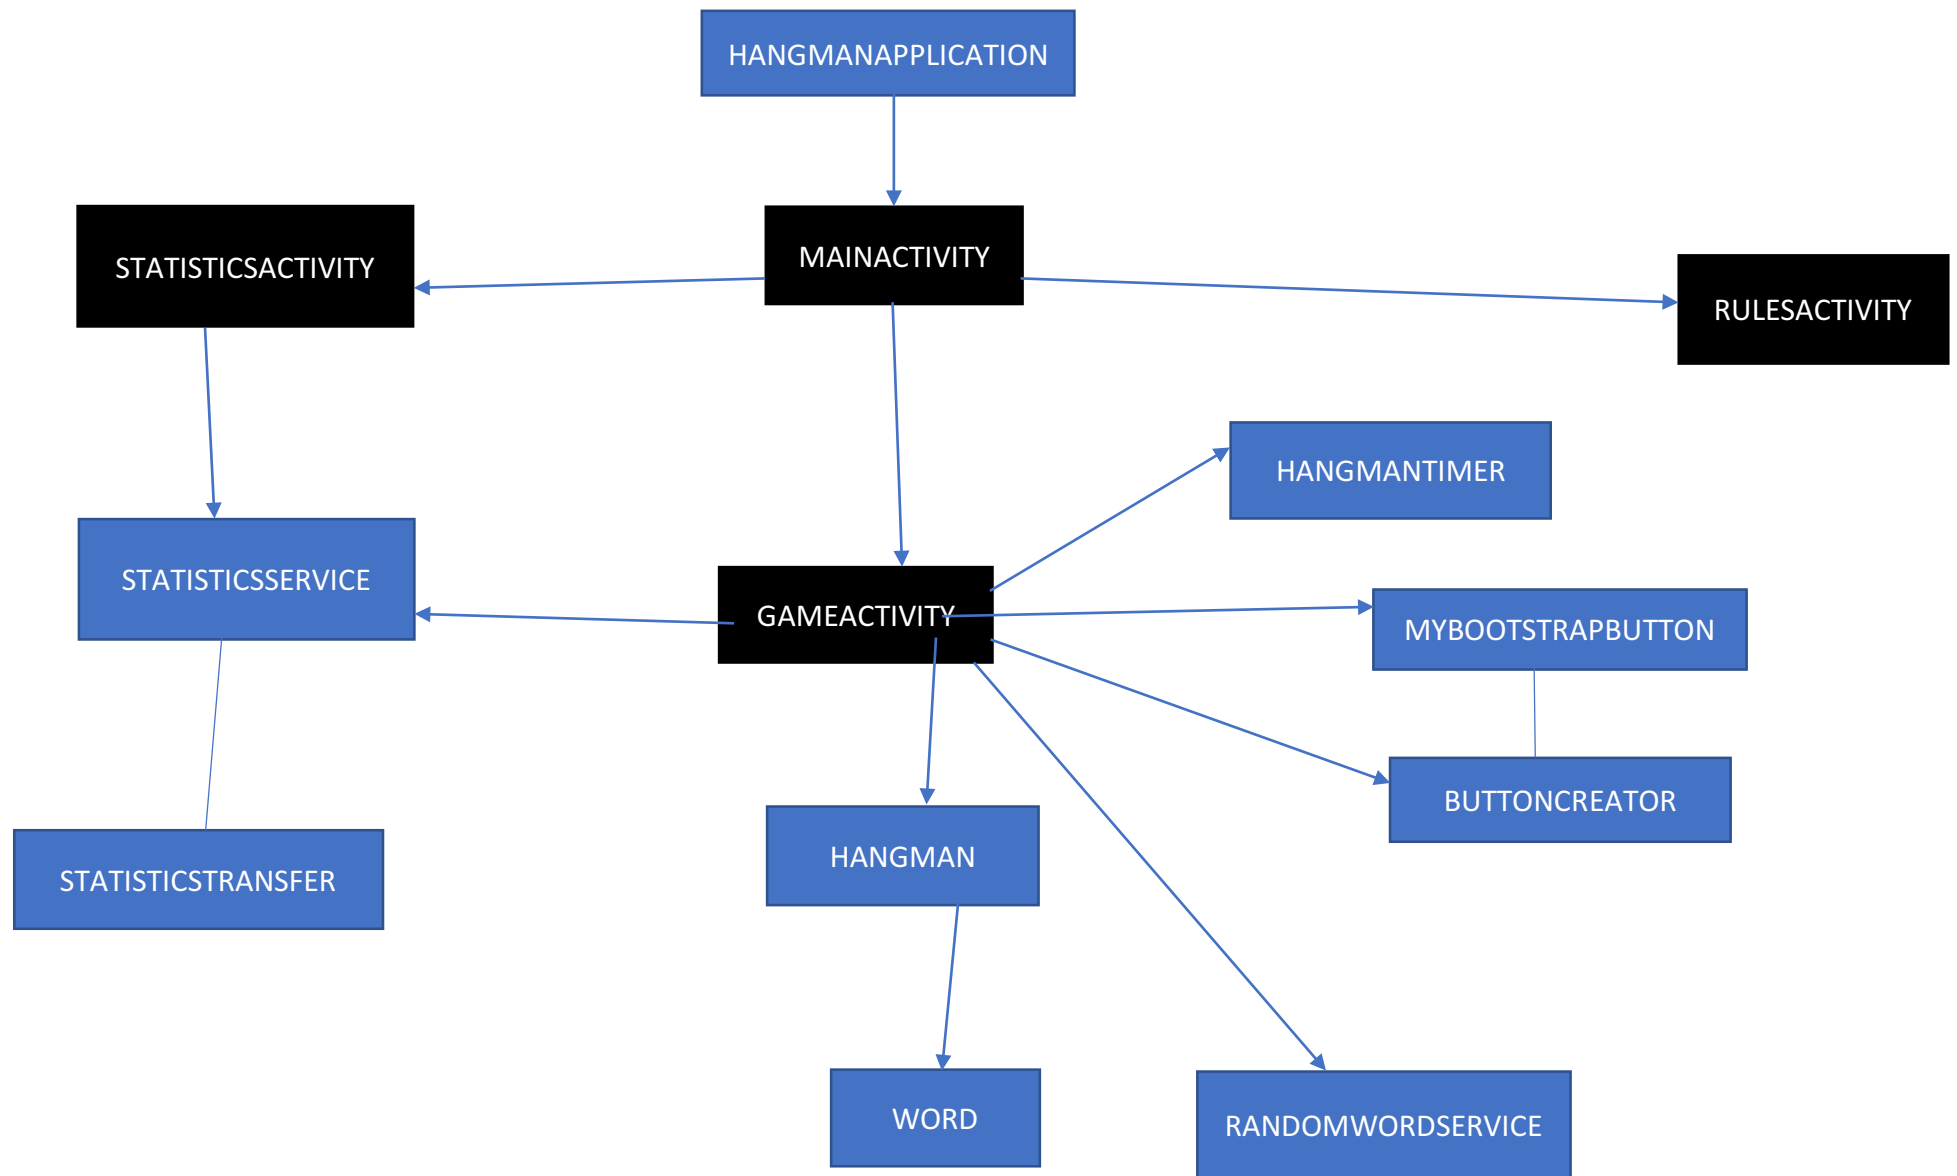 HANGMANAPPLICATION
STATISTICSACTIVITY
MAINACTIVITY
RULESACTIVITY
HANGMANTIMER
STATISTICSSERVICE
GAMEACTIVITY
MYBOOTSTRAPBUTTON
BUTTONCREATOR
HANGMAN
STATISTICSTRANSFER
WORD
RANDOMWORDSERVICE